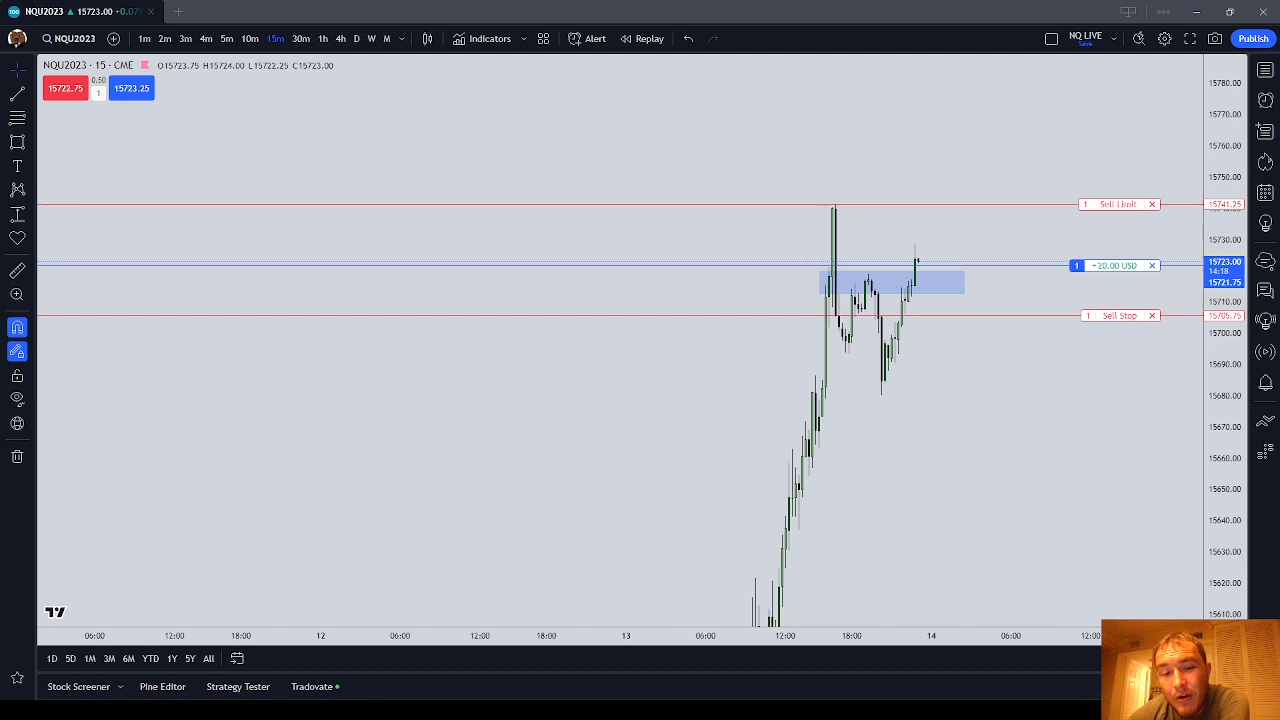 NQU2023 ▲ 15723.00 +0.07
NQU2023 1m 2m 3m 4m 5m 10m 15m 30m 1h 4h D W M Indicators Alert Replay NQ LIVE Save Publish
NQU2023 · 15 · CME O15723.75 H15724.00 L15722.25 C15723.00
15722.75 0.50 1 15723.25
15780.00
15770.00
15760.00
15750.00
1 Sell Limit 15741.25
15730.00
15723.00
1 +20.00 USD
14:18
15721.75
15710.00
1 Sell Stop 15705.75
15700.00
15690.00
15680.00
15670.00
15660.00
15650.00
15640.00
15630.00
15620.00
15610.00
06:00 12:00 18:00 12 06:00 12:00 18:00 13 06:00 12:00 18:00 14 06:00 12:00
1D 5D 1M 3M 6M YTD 1Y 5Y All
Stock Screener Pine Editor Strategy Tester Tradovate